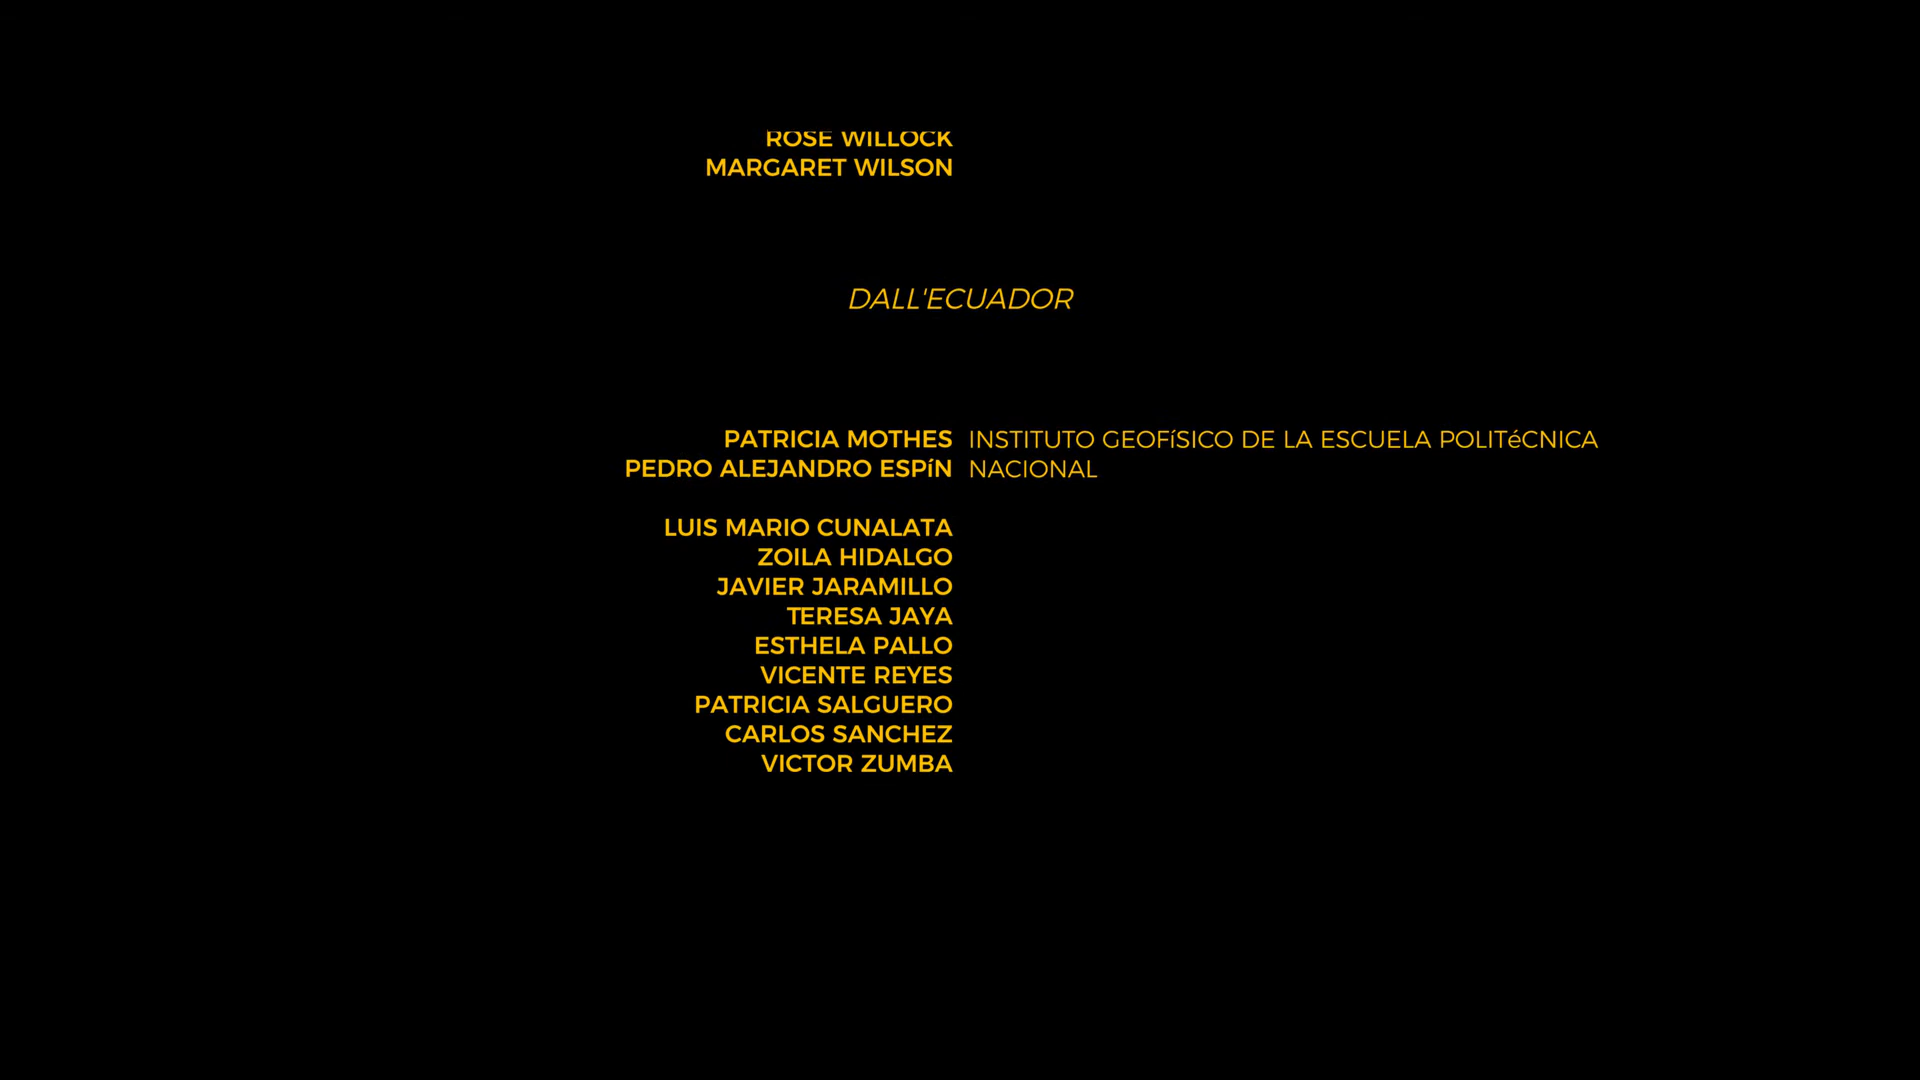 ROSE WILLOCK
MARGARET WILSON
DALL'ECUADOR
PATRICIA MOTHES INSTITUTO GEOFíSICO DE LA ESCUELA POLITéCNICA
PEDRO ALEJANDRO ESPíN NACIONAL
LUIS MARIO CUNALATA
ZOILA HIDALGO
JAVIER JARAMILLO
TERESA JAYA
ESTHELA PALLO
VICENTE REYES
PATRICIA SALGUERO
CARLOS SANCHEZ
VICTOR ZUMBA